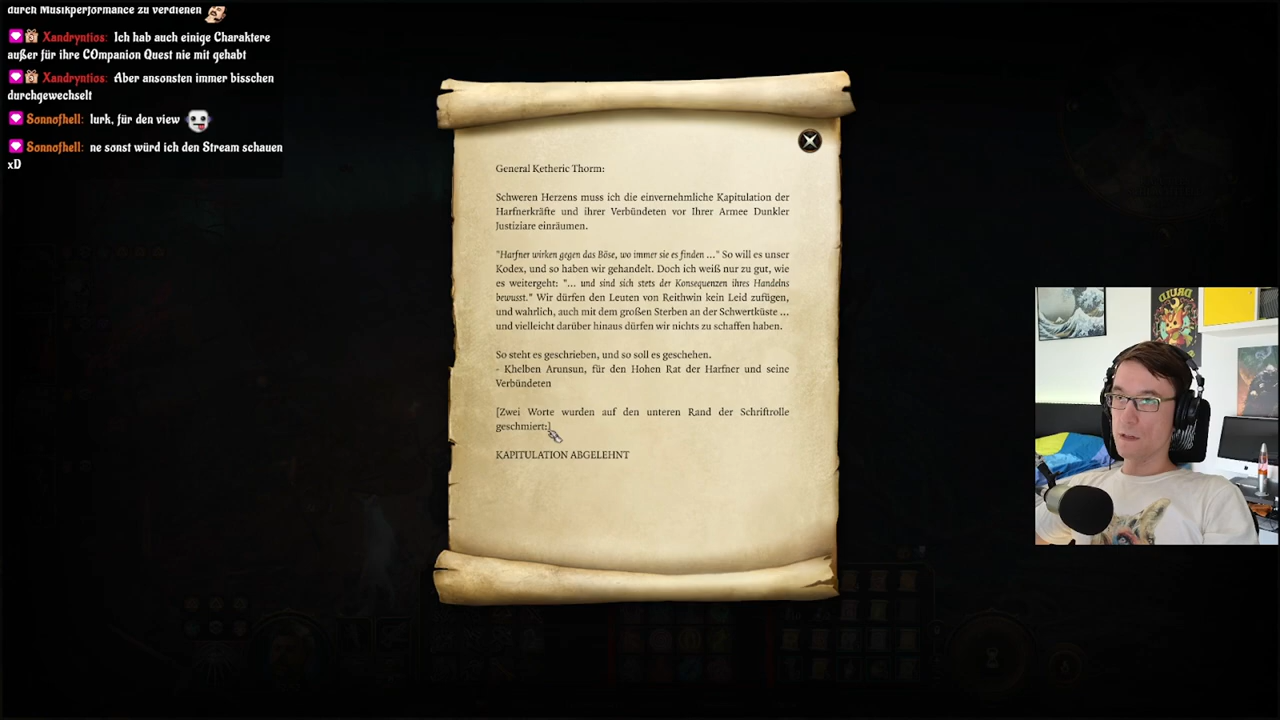 durch Musikperformance zu verdienen
Xandryntios: Ich hab auch einige Charaktere
außer für ihre COmpanion Quest nie mit gehabt
Xandryntios: Aber ansonsten immer bisschen
durchgewechselt
Sonnofhell: lurk, für den view
Sonnofhell: ne sonst würd ich den Stream schauen
xD
General Ketheric Thorm:
Schweren Herzens muss ich die einvernehmliche Kapitulation der
Harfnerkräfte und ihrer Verbündeten vor Ihrer Armee Dunkler
Justiziare einräumen.
"Harfner wirken gegen das Böse, wo immer sie es finden ..." So will es unser
Kodex, und so haben wir gehandelt. Doch ich weiß nur zu gut, wie
es weitergeht: "... und sind sich stets der Konsequenzen ihres Handelns
bewusst." Wir dürfen den Leuten von Reithwin kein Leid zufügen,
und wahrlich, auch mit dem großen Sterben an der Schwertküste ...
und vielleicht darüber hinaus dürfen wir nichts zu schaffen haben.
So steht es geschrieben, und so soll es geschehen.
- Khelben Arunsun, für den Hohen Rat der Harfner und seine
Verbündeten
[Zwei Worte wurden auf den unteren Rand der Schriftrolle
geschmiert:]
KAPITULATION ABGELEHNT
DRUID